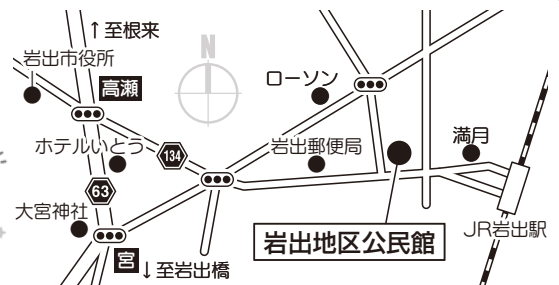 ↑至根来
N
岩出市役所
高瀬
ローソン
ホテルいとう
134
岩出郵便局
満月
63
大宮神社
宮
↓至岩出橋
岩出地区公民館
JR岩出駅